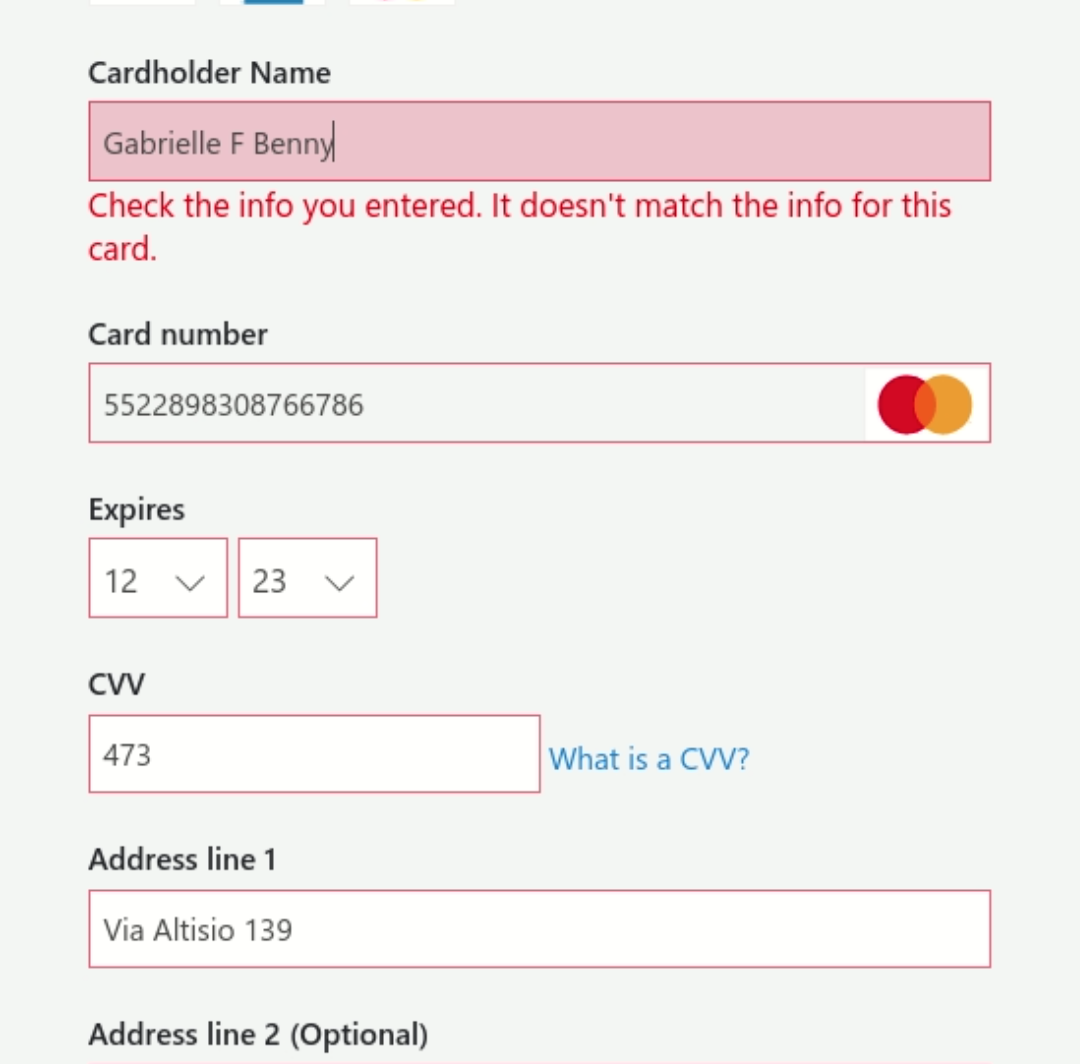 Cardholder Name
Gabrielle F Benny
Check the info you entered. It doesn't match the info for this
card.
Card number
5522898308766786
Expires
12 23
CVV
473 What is a CVV?
Address line 1
Via Altisio 139
Address line 2 (Optional)